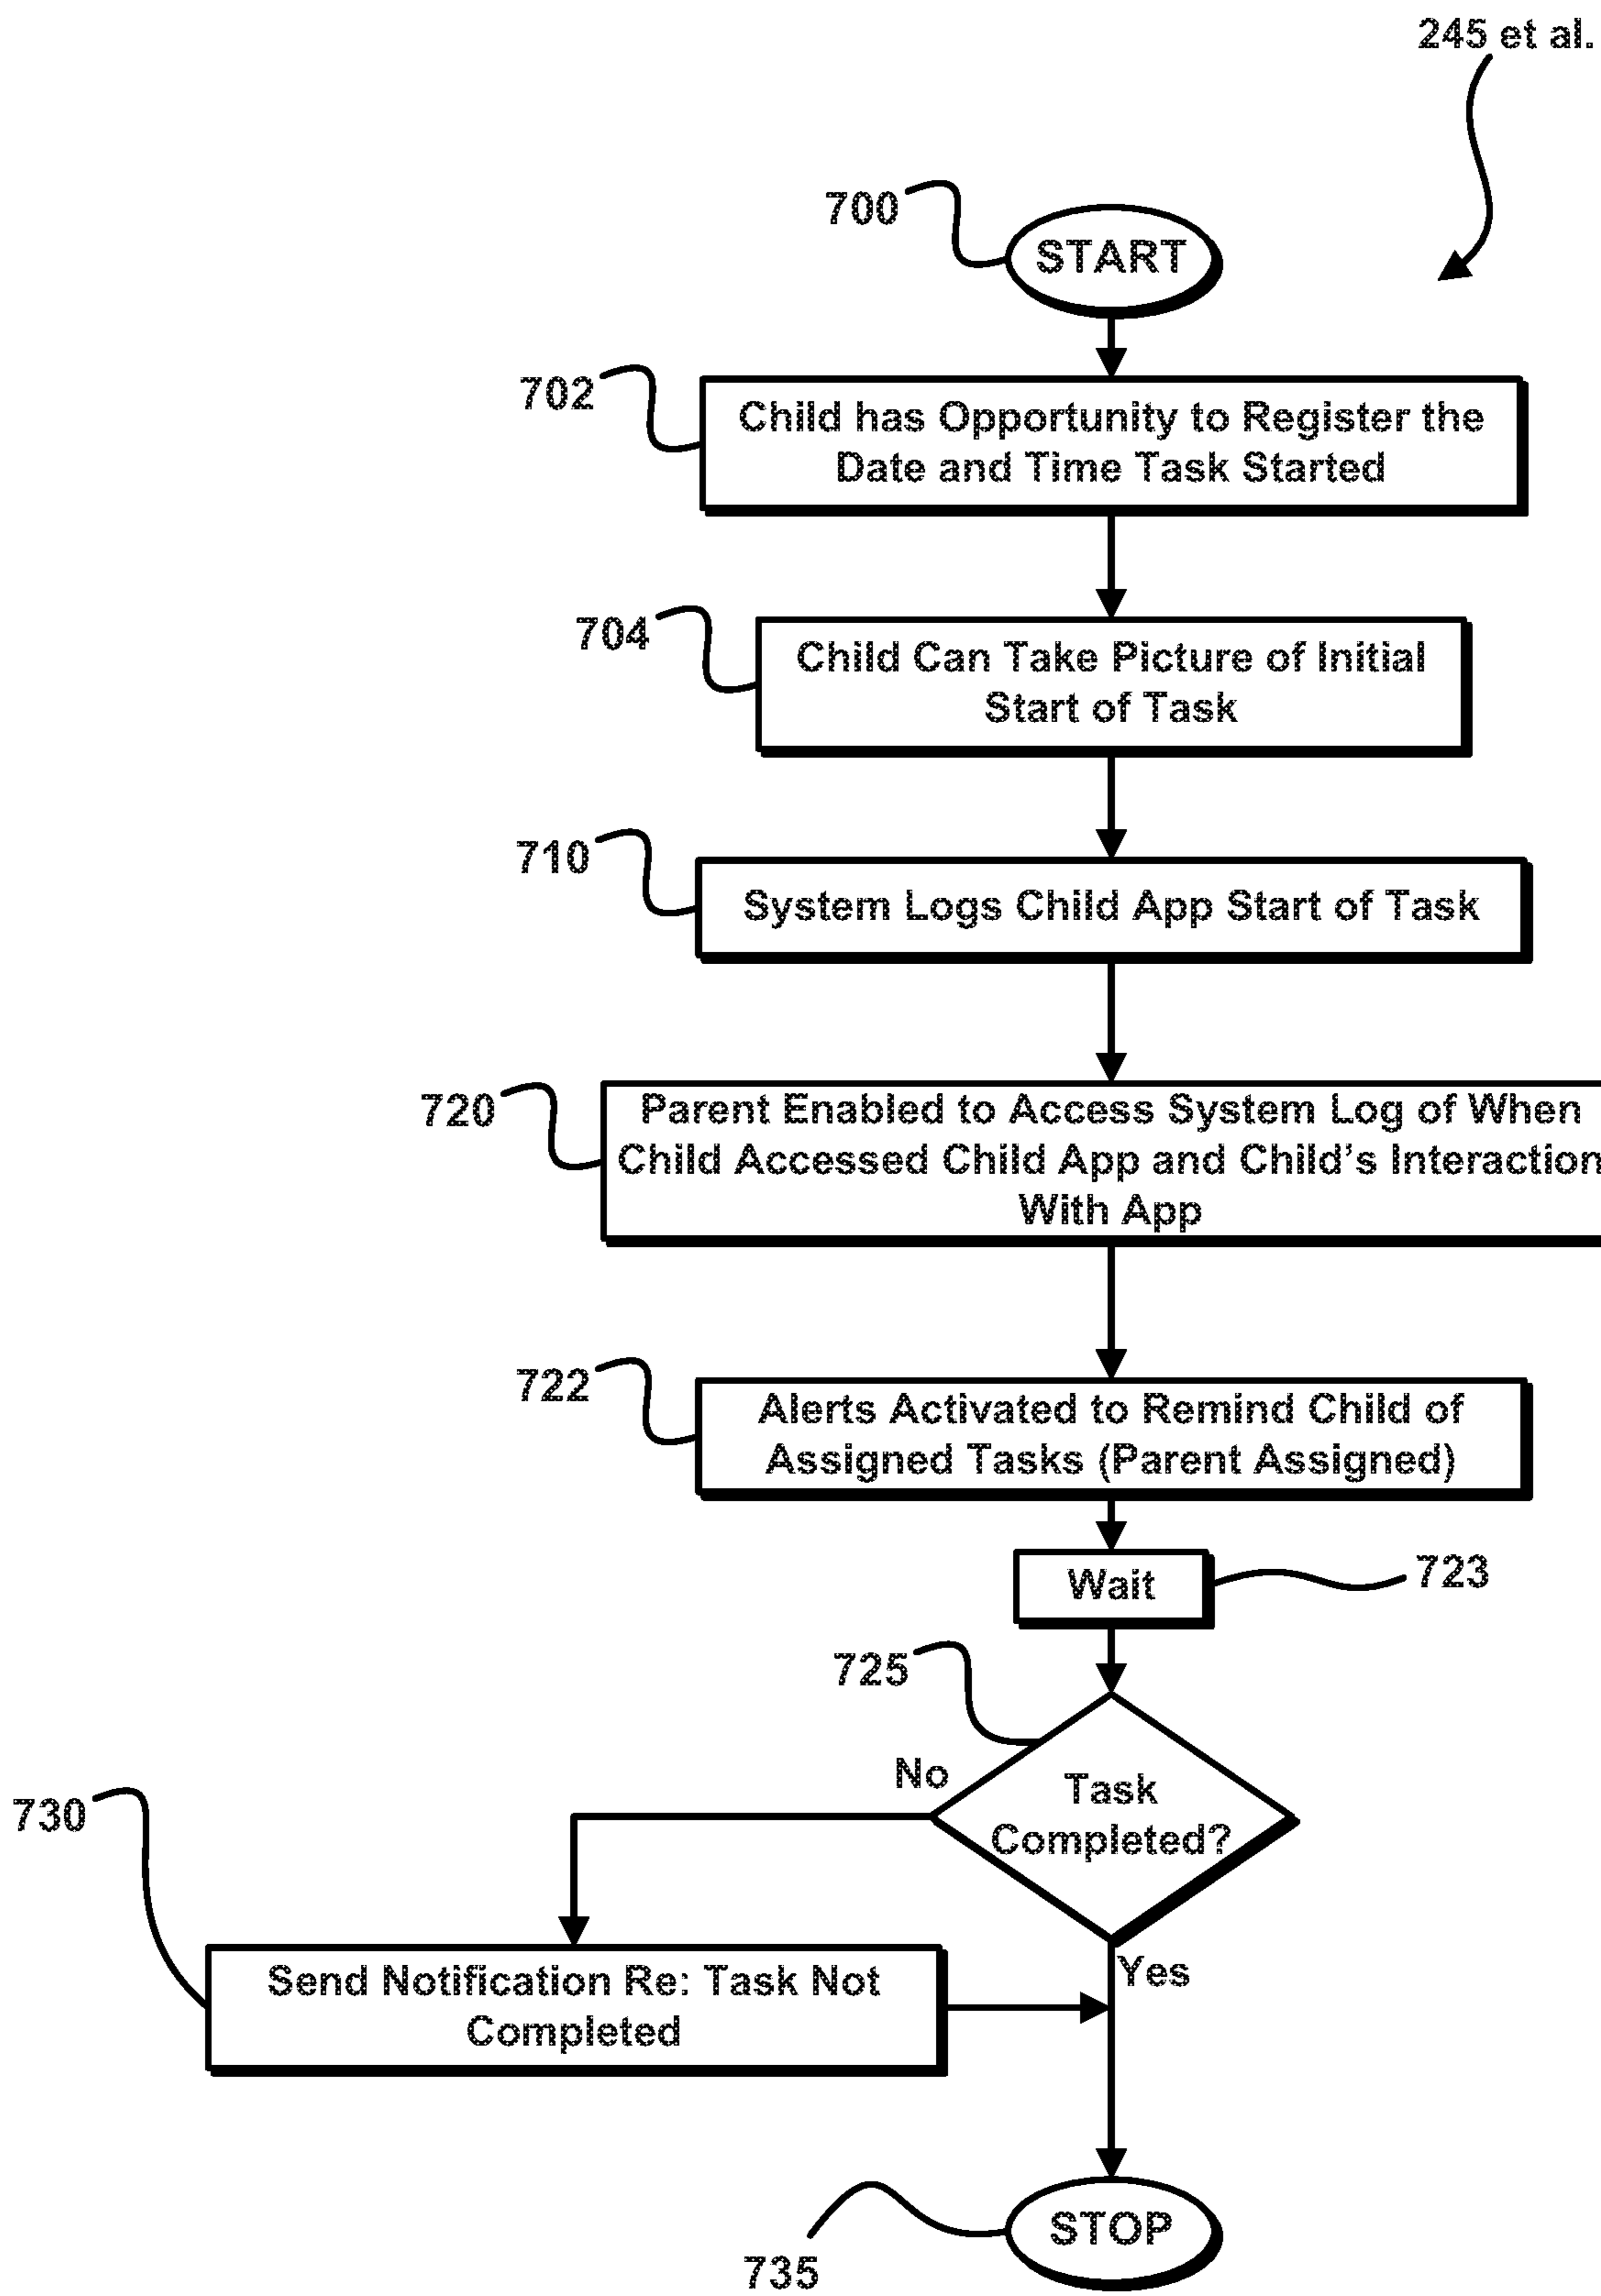 245 et al.
700
START
702
Child has Opportunity to Register the
Date and Time Task Started
704
Child Can Take Picture of Initial
Start of Task
710
System Logs Child App Start of Task
720
Parent Enabled to Access System Log of When
Child Accessed Child App and Child's Interaction
With App
722
Alerts Activated to Remind Child of
Assigned Tasks (Parent Assigned)
Wait
723
725
No
Task
Completed?
730
Yes
Send Notification Re: Task Not
Completed
STOP
735